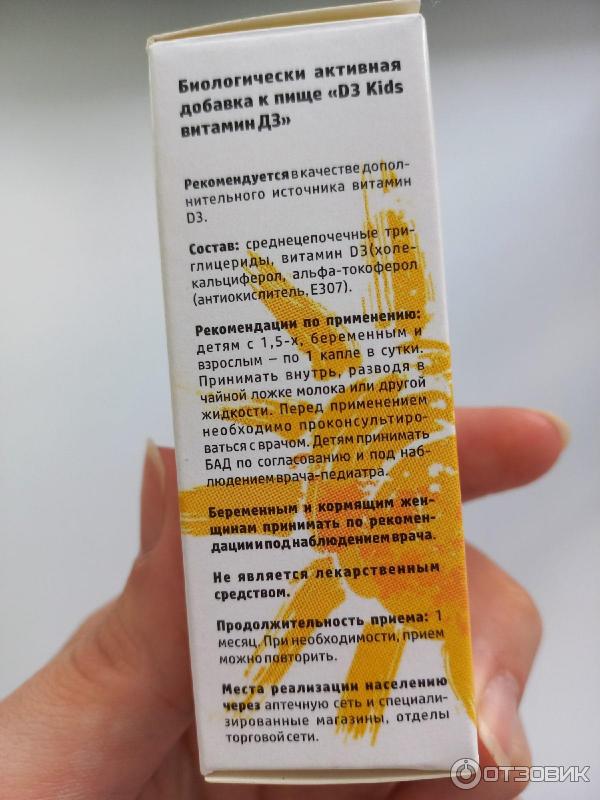 Биологически активная
добавка к пище «D3 Kids
витамин Д3»
Рекомендуется в качестве допол-
нительного источника витамин
D3.
Состав: среднецепочечные три-
глицериды, витамин D3(холе-
кальциферол, альфа-токоферол
(антиокислитель, Е307).
Рекомендации по применению:
детям с 1,5-х, беременным и
взрослым – по 1 капле в сутки.
Принимать внутрь, разводя в
чайной ложке молока или другой
жидкости. Перед применением
необходимо проконсультиро-
ваться с врачом. Детям принимать
БАД по согласованию и под наб-
людением врача-педиатра.
Беременным и кормящим жен-
щинам принимать по рекомен-
дации и под наблюдением врача.
Не является лекарственным
средством.
Продолжительность приема: 1
месяц. При необходимости, прием
можно повторить.
Места реализации населению
через аптечную сеть и специали-
зированные магазины, отделы
торговой сети.
ОТЗОВИК